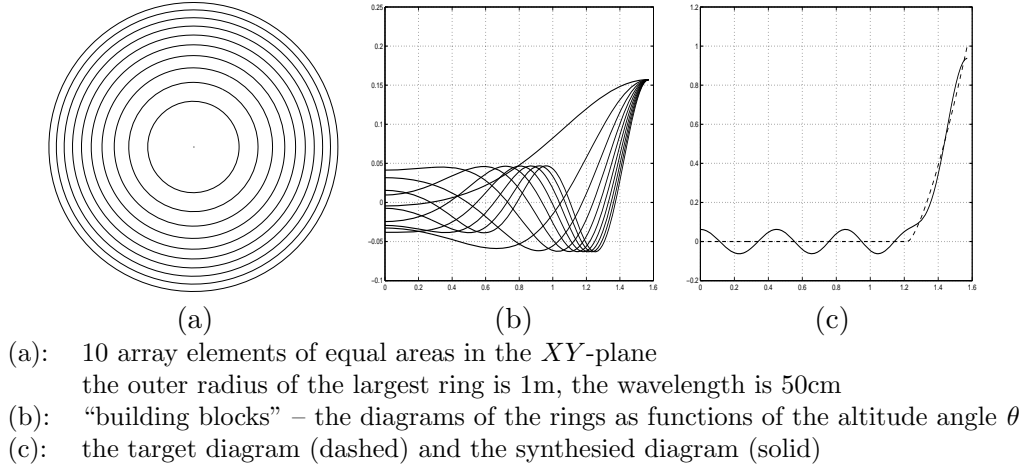 0.25
0.2
0.15
0.1
0.05
0
−0.05
−0.1
0 0.2 0.4 0.6 0.8 1 1.2 1.4 1.6
1.2
1
0.8
0.6
0.4
0.2
0
−0.2
0 0.2 0.4 0.6 0.8 1 1.2 1.4 1.6
(a) (b) (c)
(a): 10 array elements of equal areas in the XY-plane
the outer radius of the largest ring is 1m, the wavelength is 50cm
(b): “building blocks” – the diagrams of the rings as functions of the altitude angle θ
(c): the target diagram (dashed) and the synthesied diagram (solid)